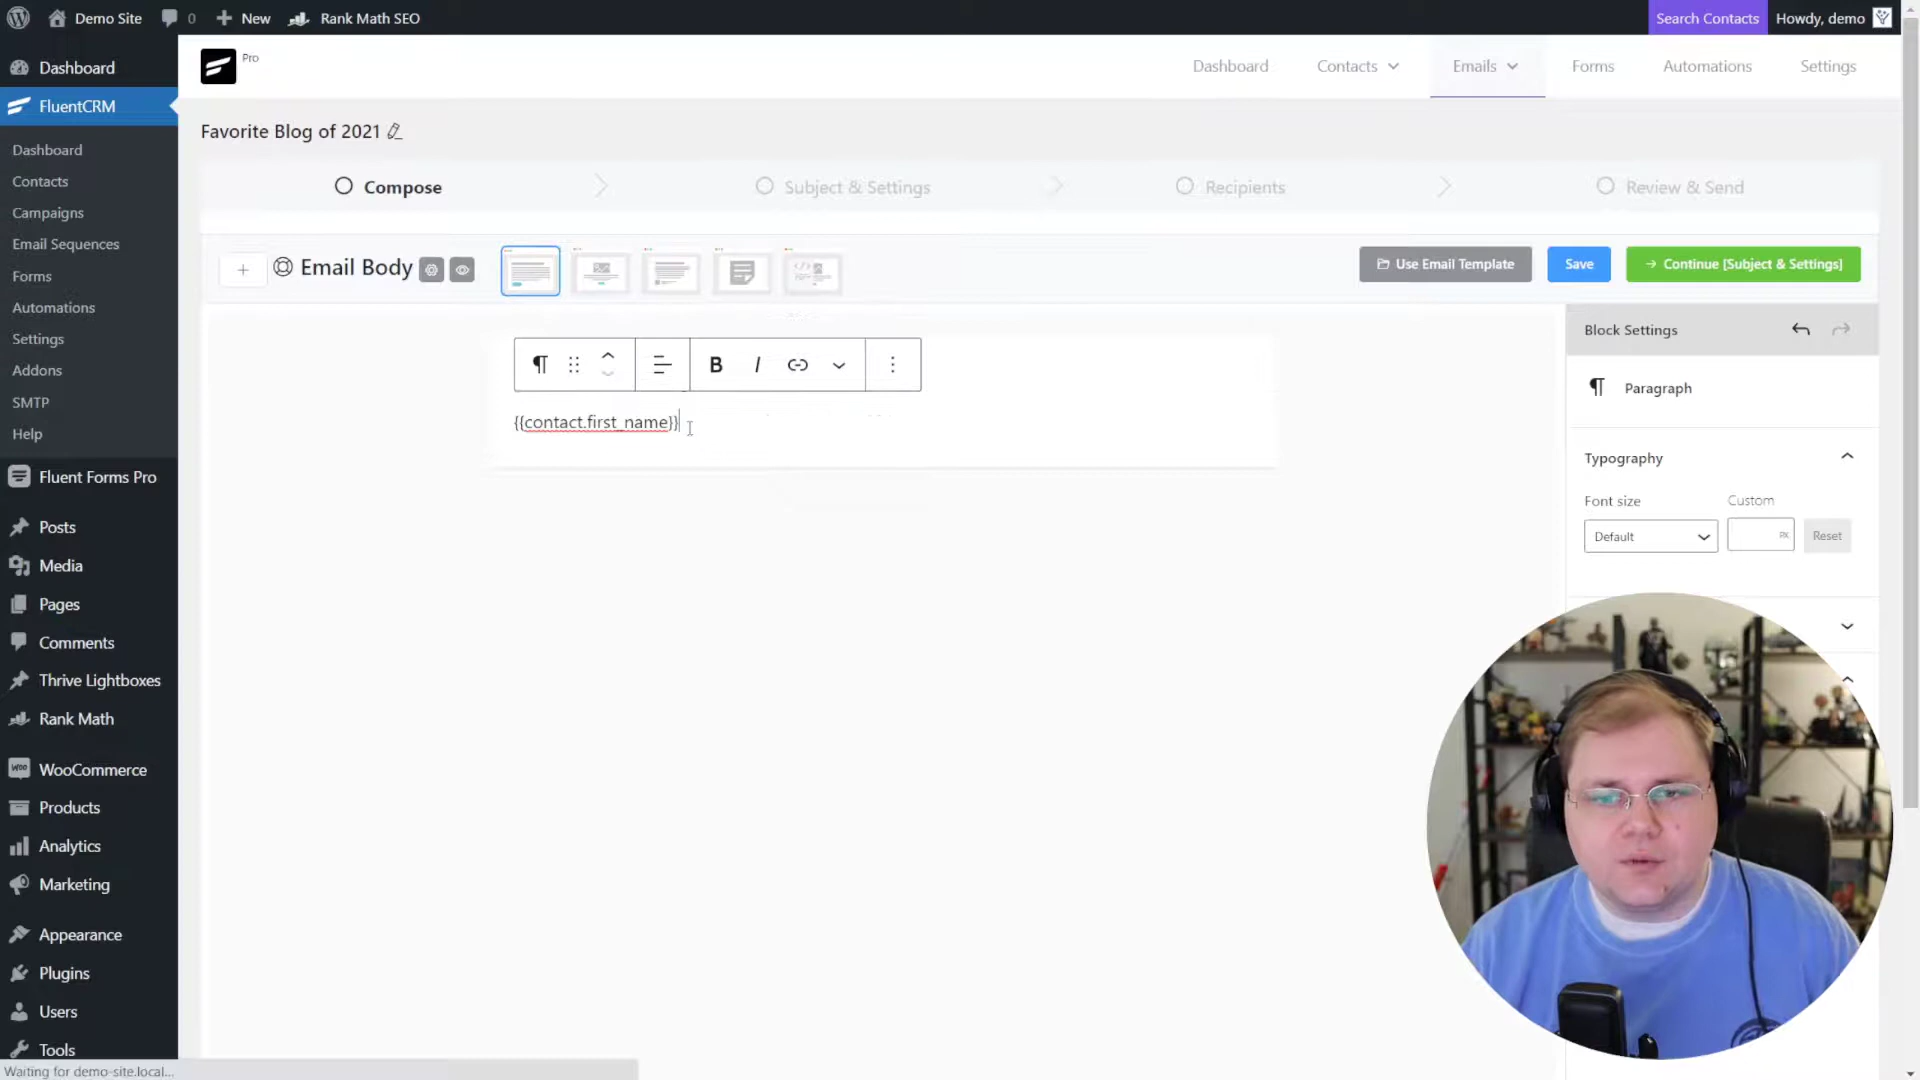 Demo Site
0
New
Rank Math SEO
Search Contacts
Howdy, demo
Dashboard
FluentCRM
Dashboard
Contacts
Campaigns
Email Sequences
Forms
Automations
Settings
Addons
SMTP
Help
Fluent Forms Pro
Posts
Media
Pages
Comments
Thrive Lightboxes
Rank Math
WooCommerce
Products
Analytics
Marketing
Appearance
Plugins
Users
Tools
Waiting for demo-site.local...
Pro
Dashboard
Contacts
Emails
Forms
Automations
Settings
Favorite Blog of 2021
Compose
Subject & Settings
Recipients
Review & Send
Email Body
Use Email Template
Save
Continue [Subject & Settings]
B I
{{contact.first_name}}
Block Settings
Paragraph
Typography
Font size
Custom
Default
PX
Reset